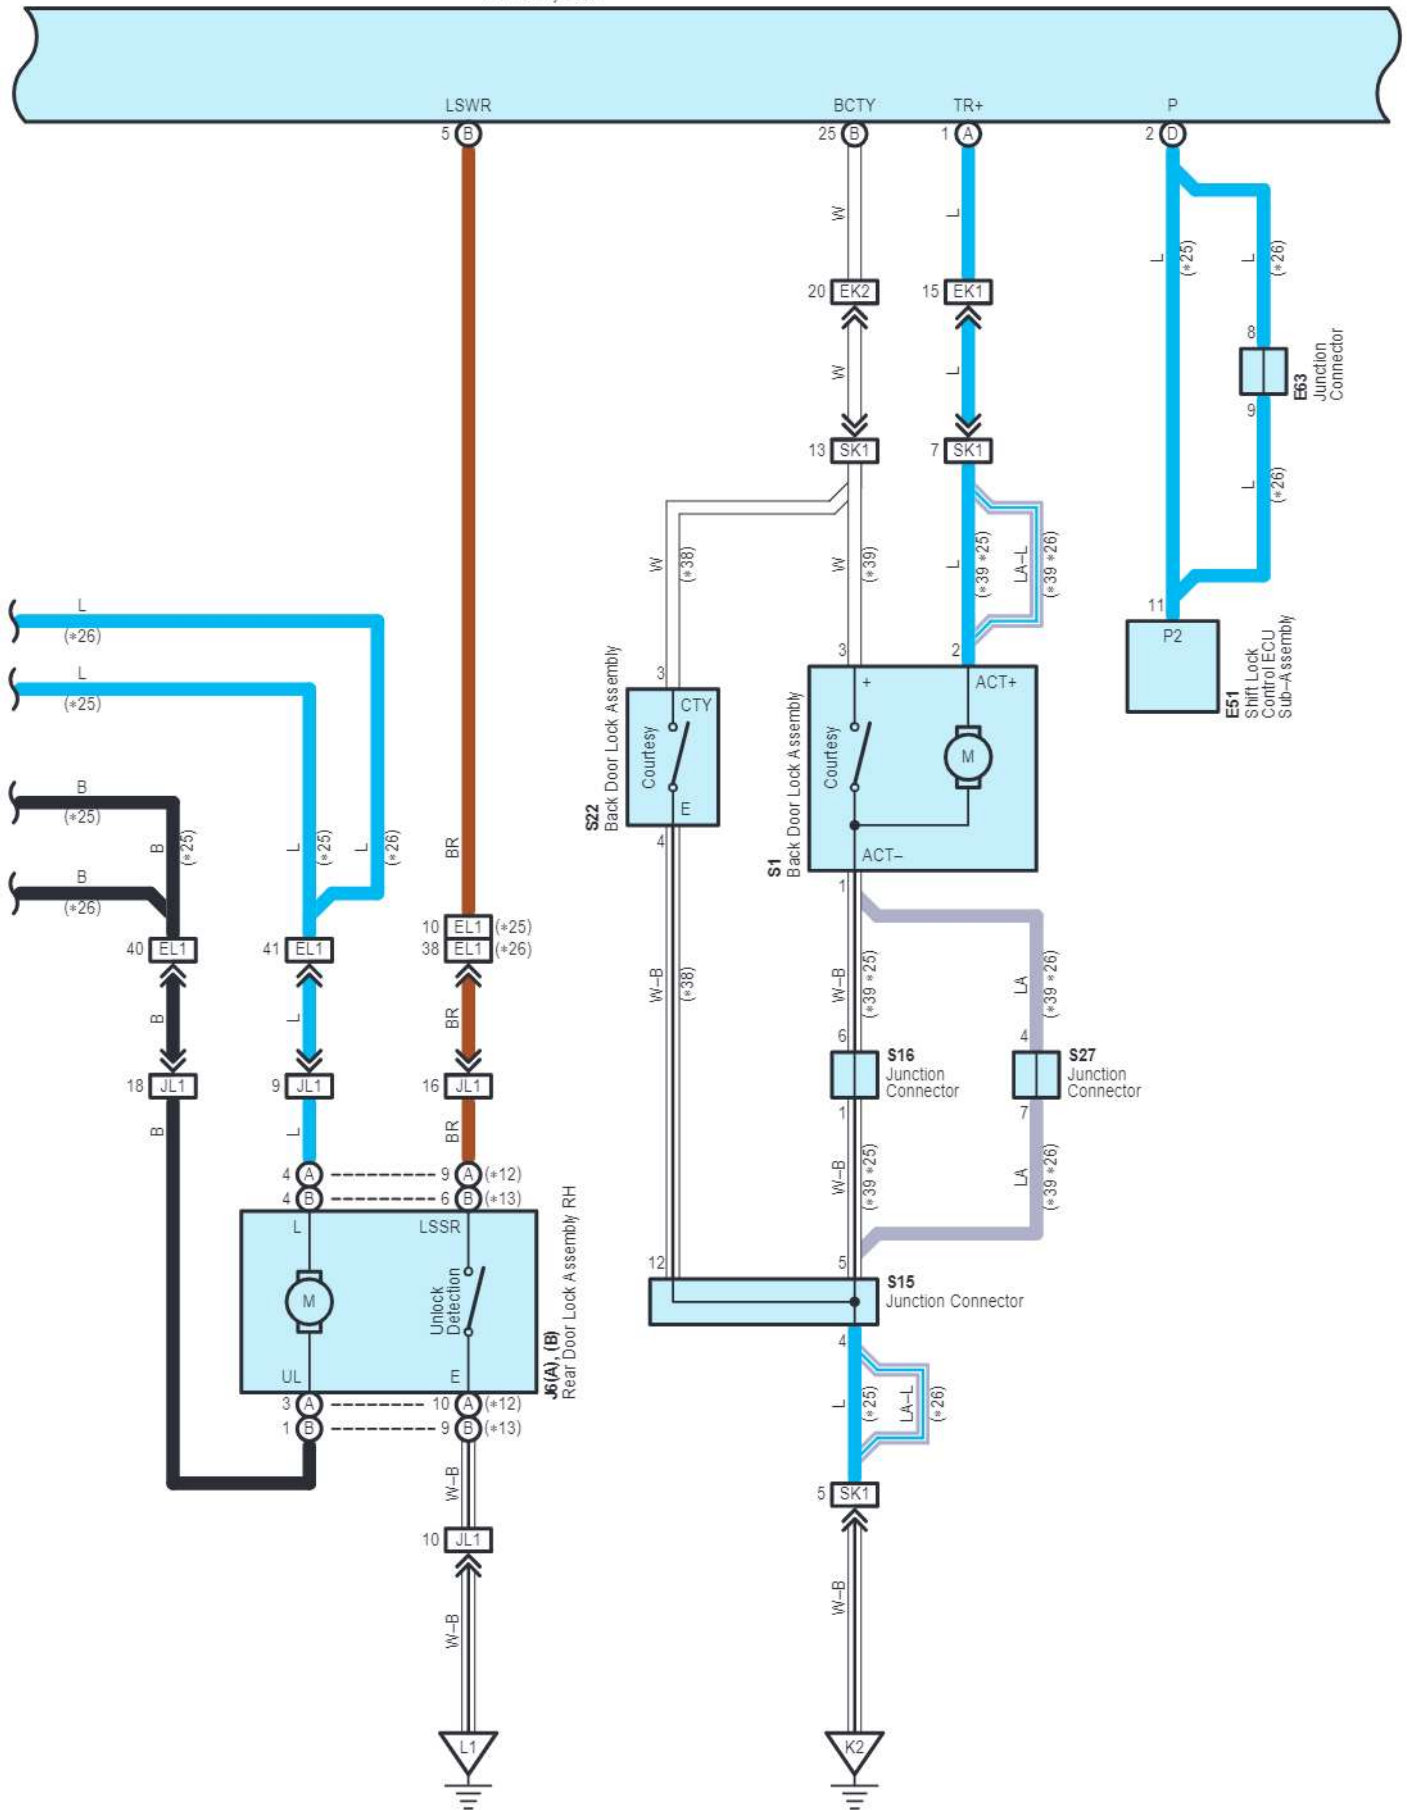 LSWR BCTY TR+ P
5 B 25 B 1 A 2 D
W L L (*25) L (*26)
20 EK2 15 EK1
8
E63
Junction
Connector
9
W L
13 SK1 7 SK1
L (*26)
W (*38) W (*39) L (*39 *25) LA-L (*39 *26)
L
(*26)
L
(*25)
11
P2
E51
Shift Lock
Control ECU
Sub-Assembly
3 2
+ ACT+
3
CTY
Courtesy
E
S22
Back Door Lock Assembly
4
Courtesy
M
ACT-
S1
Back Door Lock Assembly
1
B
(*25)
B (*25) L (*25) L (*26) BR
B
(*26)
10 EL1 (*25)
40 EL1 41 EL1 38 EL1 (*26)
W-B (*38) W-B (*39 *25) LA (*39 *26)
B L BR
6 4
S16
Junction
Connector
S27
Junction
Connector
18 JL1 9 JL1 16 JL1
1 7
B L BR
W-B (*39 *25) LA (*39 *26)
4 A 9 A (*12)
4 B 6 B (*13)
L LSSR
M
Unlock
Detection
UL E
J6(A), (B)
Rear Door Lock Assembly RH
12 5
S15
Junction Connector
4
3 A 10 A (*12)
1 B 9 B (*13)
L (*25) LA-L (*26)
W-B
5 SK1
10 JL1
W-B W-B
L1 K2